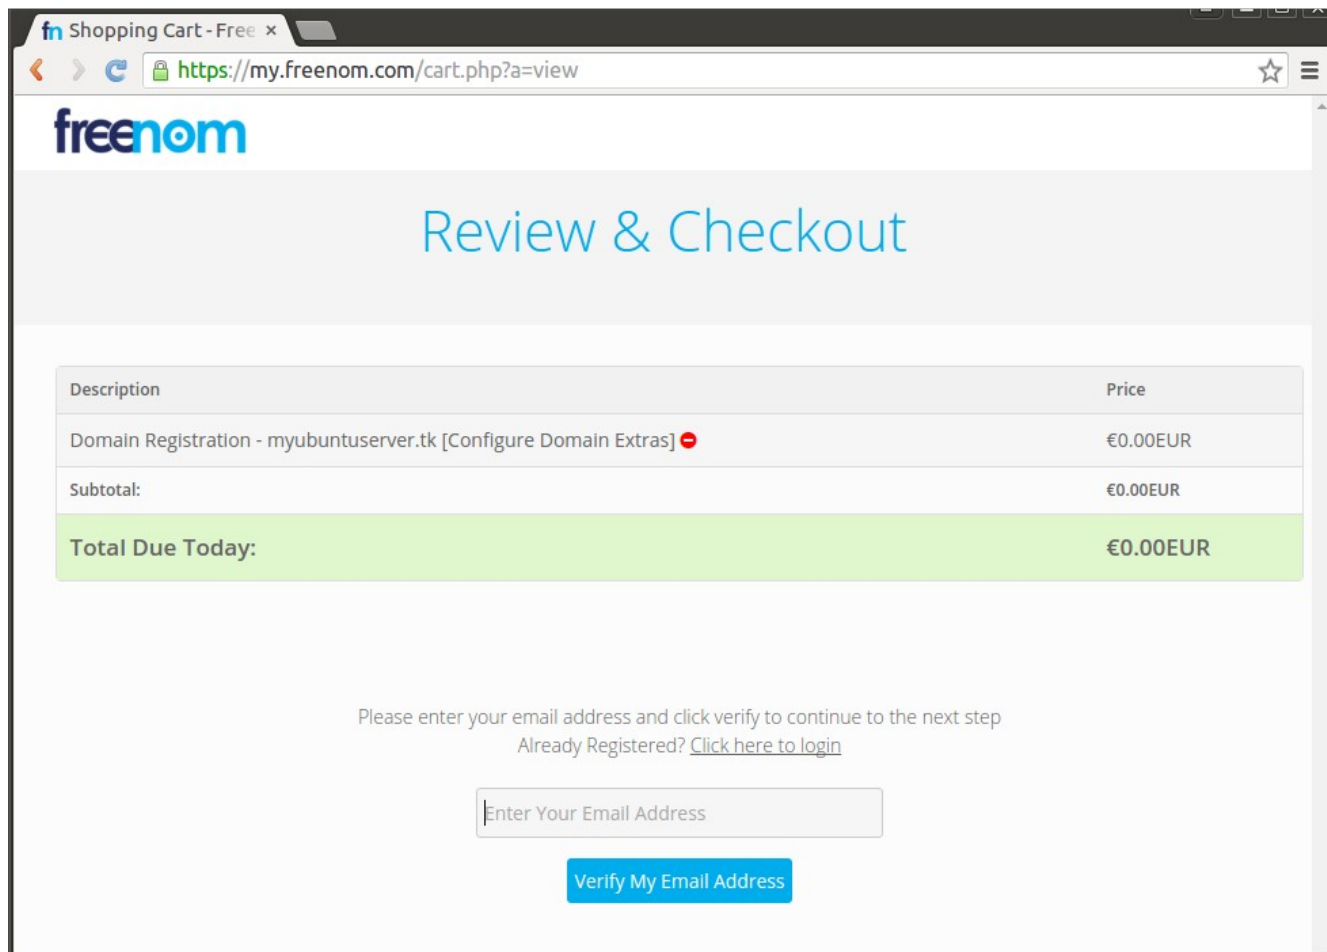 fn Shopping Cart - Free ×
https://my.freenom.com/cart.php?a=view
freenom
Review & Checkout
Description Price
Domain Registration - myubuntuserver.tk [Configure Domain Extras] €0.00EUR
Subtotal: €0.00EUR
Total Due Today: €0.00EUR
Please enter your email address and click verify to continue to the next step
Already Registered? Click here to login
Enter Your Email Address
Verify My Email Address